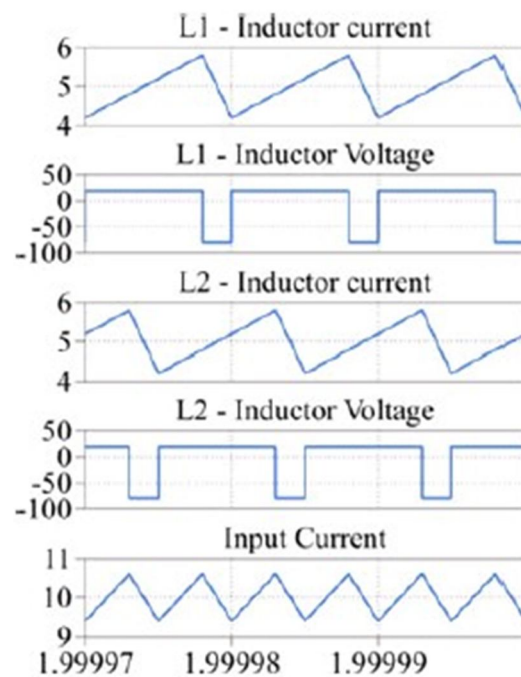 L1 - Inductor current
6
5
4
L1 - Inductor Voltage
50
0
-50
-100
L2 - Inductor current
6
5
4
L2 - Inductor Voltage
50
0
-50
-100
Input Current
11
10
9
1.99997 1.99998 1.99999